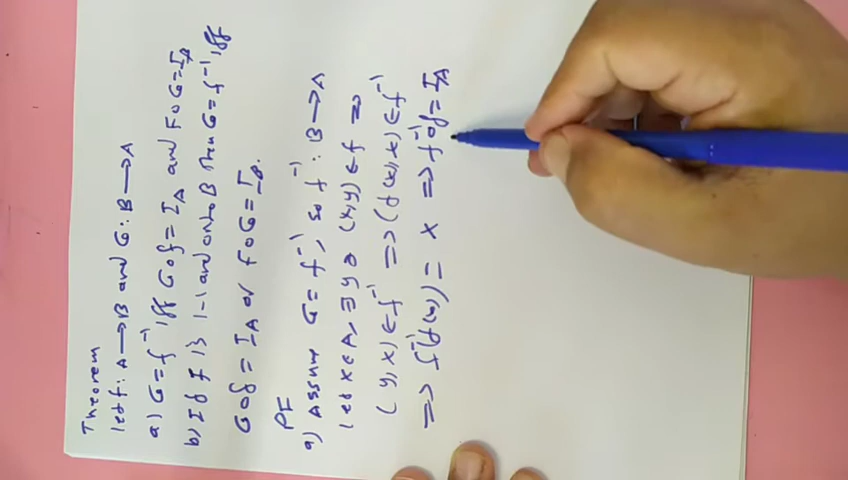 Theorem
let f: A → B and G: B → A
a) G = f⁻¹ iff G o f = I_A and F o G = I_B
b) If F is 1-1 and onto B then G = f⁻¹ iff
G o f = I_A or F o G = I_B.
PF
a) Assume G = f⁻¹, so f⁻¹: B → A
let x ∈ A, ∃ y ∋ (x, y) ∈ f ⇒
(y, x) ∈ f⁻¹ ⇒ (f(x), x) ∈ f⁻¹
⇒ f⁻¹(f(x)) = x ⇒ f⁻¹ o f = I_A